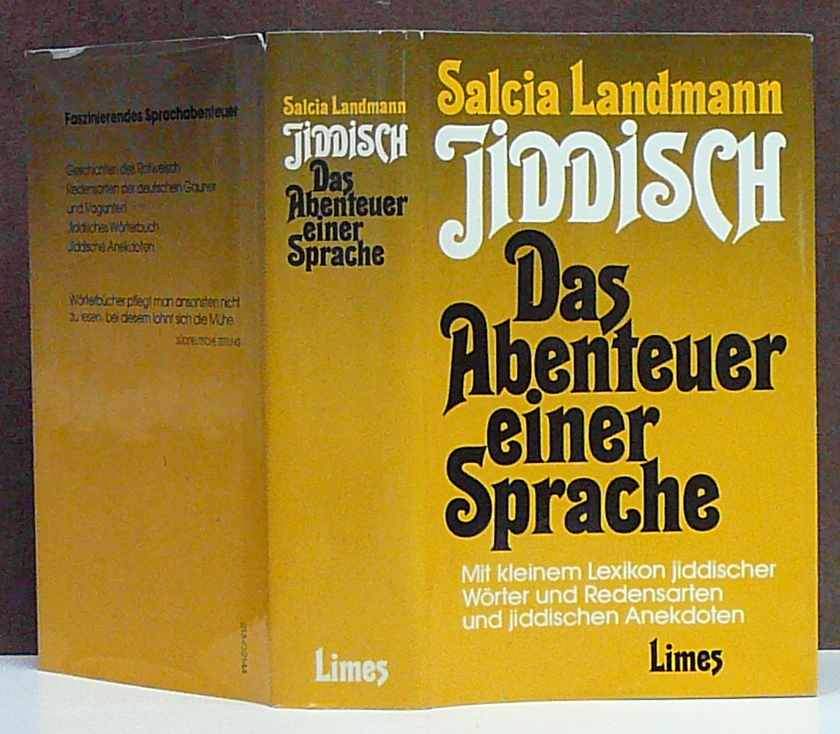 Faszinierendes Sprachabenteuer
Geschichten des Rotwelsch
Redensarten der deutschen Gauner
und Vaganten
Jiddisches Wörterbuch
Jiddische Anekdoten
Wörterbücher pflegt man ansonsten nicht
zu lesen, bei diesem lohnt sich die Mühe.
SÜDDEUTSCHE ZEITUNG
Salcia Landmann
JIDDISCH
Das
Abenteuer
einer
Sprache
Limes
Salcia Landmann
JIDDISCH
Das
Abenteuer
einer
Sprache
Mit kleinem Lexikon jiddischer
Wörter und Redensarten
und jiddischen Anekdoten
Limes